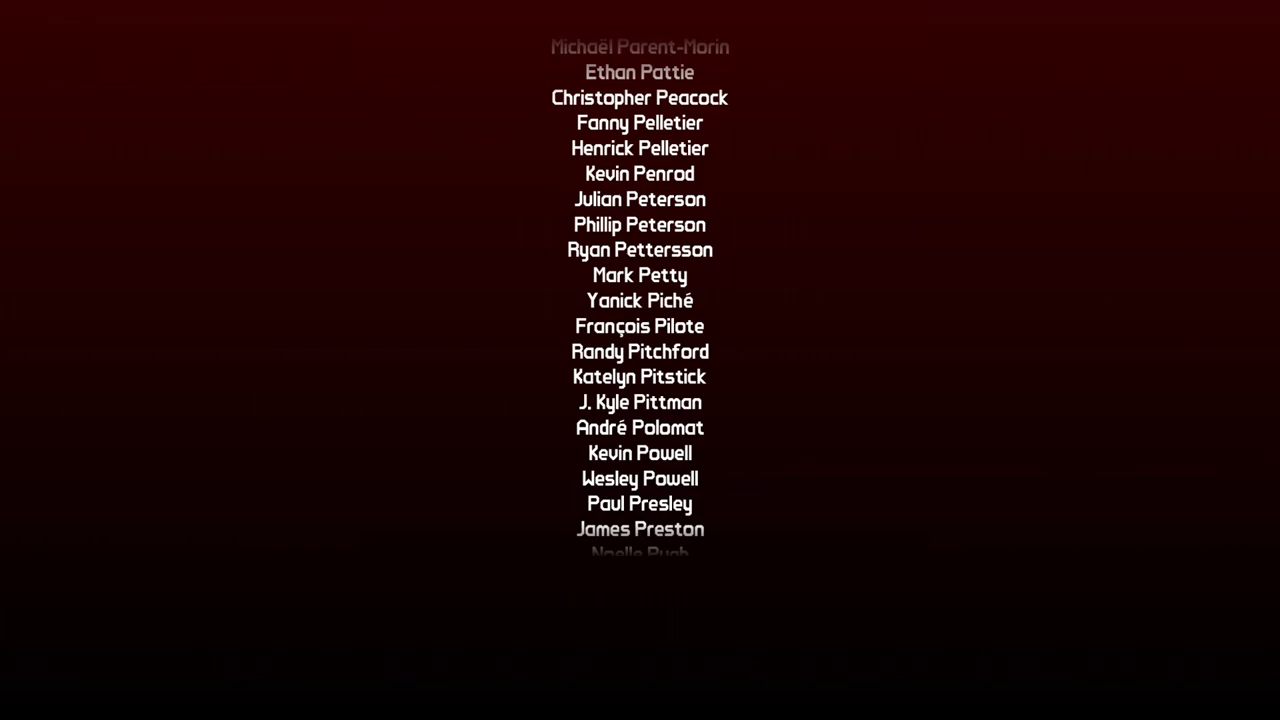 Michaël Parent-Morin
Ethan Pattie
Christopher Peacock
Fanny Pelletier
Henrick Pelletier
Kevin Penrod
Julian Peterson
Phillip Peterson
Ryan Pettersson
Mark Petty
Yanick Piché
François Pilote
Randy Pitchford
Katelyn Pitstick
J. Kyle Pittman
André Polomat
Kevin Powell
Wesley Powell
Paul Presley
James Preston
Noelle